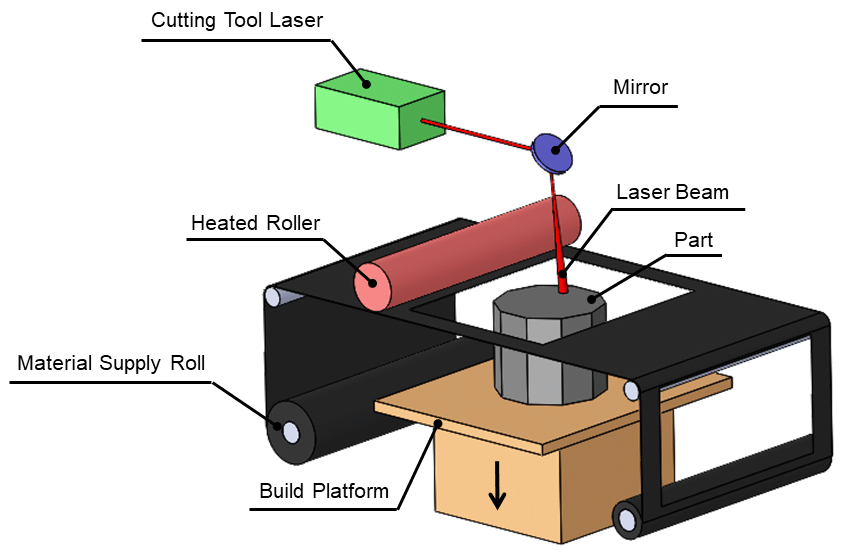 Cutting Tool Laser
Mirror
Laser Beam
Heated Roller
Part
Material Supply Roll
Build Platform